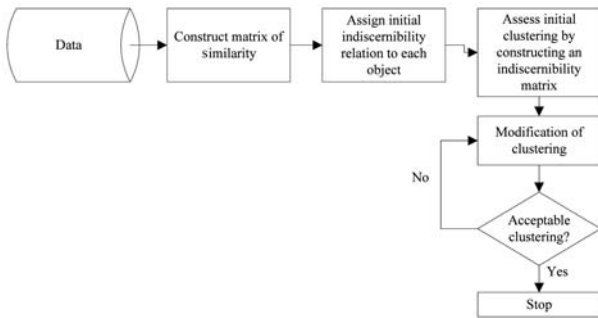 Data
Construct matrix of
similarity
Assign initial
indiscernibility
relation to each
object
Assess initial
clustering by
constructing an
indiscernibility
matrix
Modification of
clustering
No
Acceptable
clustering?
Yes
Stop